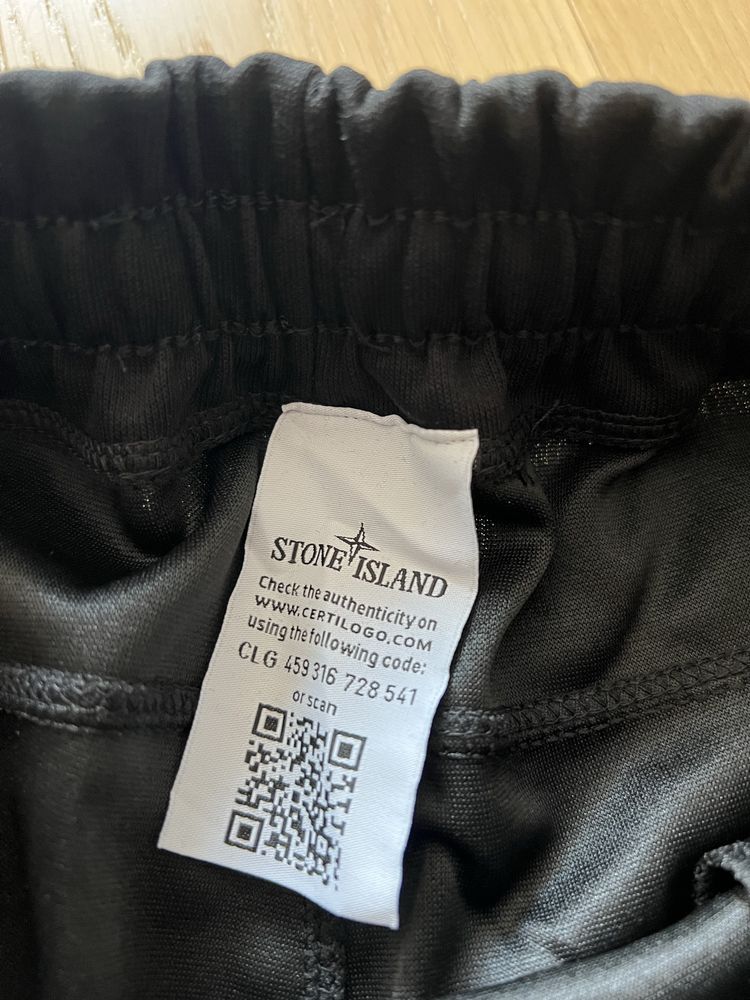 STONE ISLAND
Check the authenticity on
WWW.CERTILOGO.COM
using the following code:
CLG 459 316 728 541
or scan